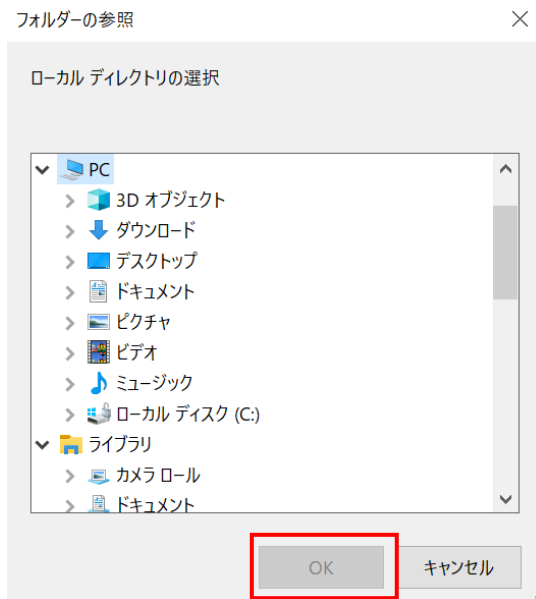 フォルダーの参照
ローカル ディレクトリの選択
PC
3D オブジェクト
ダウンロード
デスクトップ
ドキュメント
ピクチャ
ビデオ
ミュージック
ローカル ディスク (C:)
ライブラリ
カメラ ロール
ドキュメント
OK キャンセル